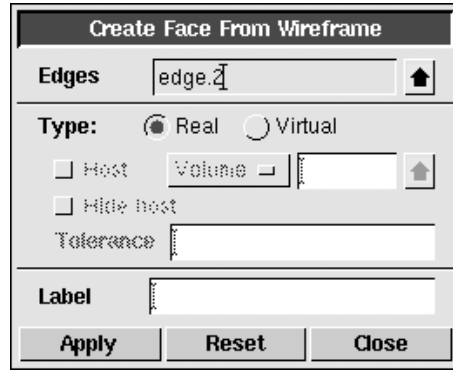 Create Face From Wireframe
Edges edge.2
Type: Real Virtual
Host Volume
Hide host
Tolerance
Label
Apply Reset Close